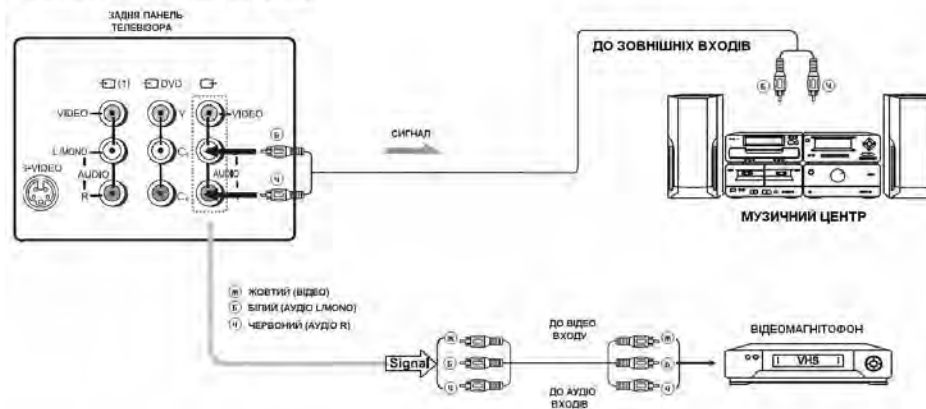 ЗАДНЯ ПАНЕЛЬ
ТЕЛЕВІЗОРА
(1)
DVD
VIDEO
Y
VIDEO
L/MONO
AUDIO
R
S-VIDEO
AUDIO
Б
Ч
СИГНАЛ
ДО ЗОВНІШНІХ ВХОДІВ
Б
Ч
МУЗИЧНИЙ ЦЕНТР
Ж ЖОВТИЙ (ВІДЕО)
Б БІЛИЙ (АУДІО L/MONO)
Ч ЧЕРВОНИЙ (АУДІО R)
Signal
Ж
Б
Ч
ДО ВІДЕО
ВХОДУ
ДО АУДІО
ВХОДІВ
Ж
Б
Ч
ВІДЕОМАГНІТОФОН
VHS